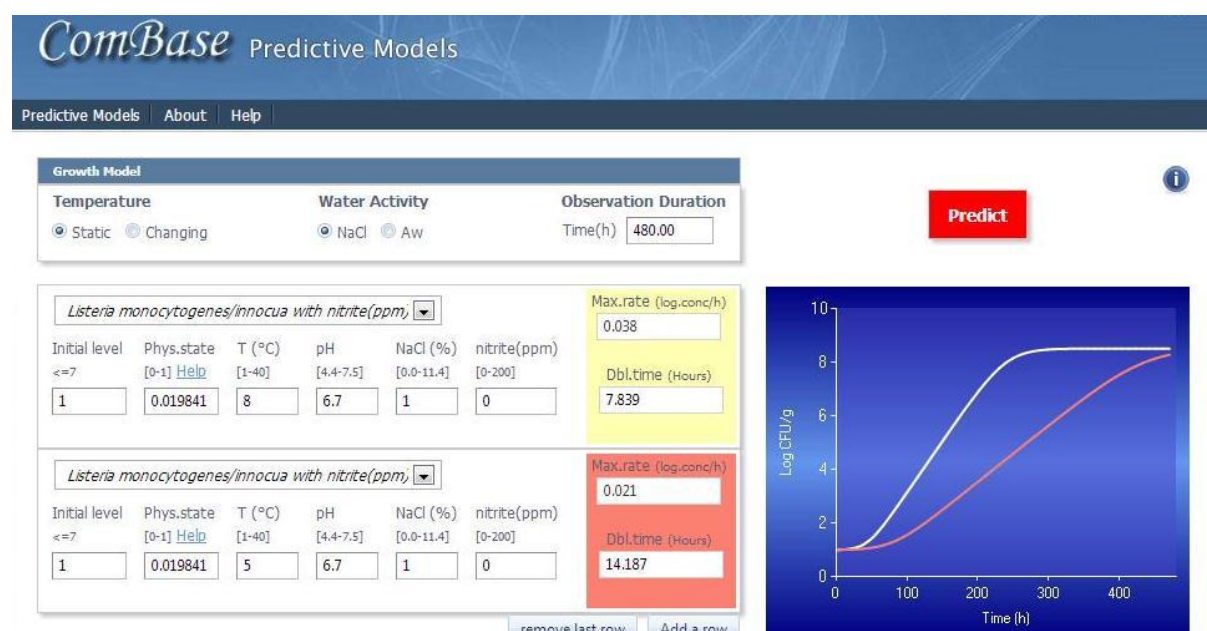 ComBase Predictive Models
Predictive Models About Help
Growth Model
Temperature Water Activity Observation Duration
Static Changing NaCl Aw Time(h) 480.00
Predict
i
Listeria monocytogenes/innocua with nitrite(ppm)
Max.rate (log.conc/h)
0.038
Initial level Phys.state T (°C) pH NaCl (%) nitrite(ppm)
<=7 [0-1] Help [1-40] [4.4-7.5] [0.0-11.4] [0-200]
Dbl.time (Hours)
1 0.019841 8 6.7 1 0 7.839
Listeria monocytogenes/innocua with nitrite(ppm)
Max.rate (log.conc/h)
0.021
Initial level Phys.state T (°C) pH NaCl (%) nitrite(ppm)
<=7 [0-1] Help [1-40] [4.4-7.5] [0.0-11.4] [0-200]
Dbl.time (Hours)
1 0.019841 5 6.7 1 0 14.187
remove last row Add a row
10
8
6
4
2
0
Log CFU/g
0 100 200 300 400
Time (h)